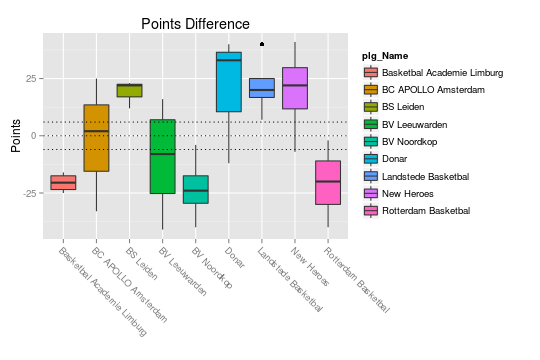 Points Difference
Points
25
0
-25
Basketbal Academie Limburg
BC APOLLO Amsterdam
BS Leiden
BV Leeuwarden
BV Noordkop
Donar
Landstede Basketbal
New Heroes
Rotterdam Basketbal
plg_Name
Basketbal Academie Limburg
BC APOLLO Amsterdam
BS Leiden
BV Leeuwarden
BV Noordkop
Donar
Landstede Basketbal
New Heroes
Rotterdam Basketbal